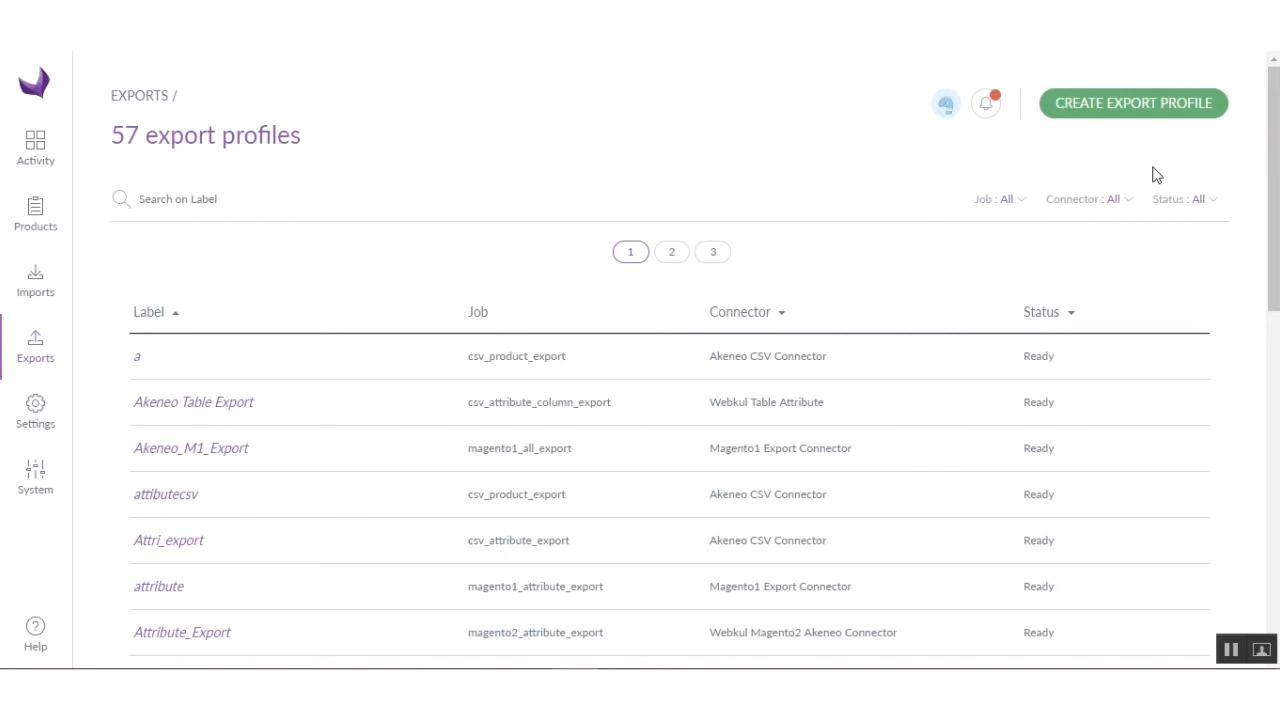 EXPORTS /
57 export profiles
CREATE EXPORT PROFILE
Search on Label
Job : All
Connector : All
Status : All
1 2 3
Label Job Connector Status
a csv_product_export Akeneo CSV Connector Ready
Akeneo Table Export csv_attribute_column_export Webkul Table Attribute Ready
Akeneo_M1_Export magento1_all_export Magento1 Export Connector Ready
attibutecsv csv_product_export Akeneo CSV Connector Ready
Attri_export csv_attribute_export Akeneo CSV Connector Ready
attribute magento1_attribute_export Magento1 Export Connector Ready
Attribute_Export magento2_attribute_export Webkul Magento2 Akeneo Connector Ready
Activity
Products
Imports
Exports
Settings
System
Help